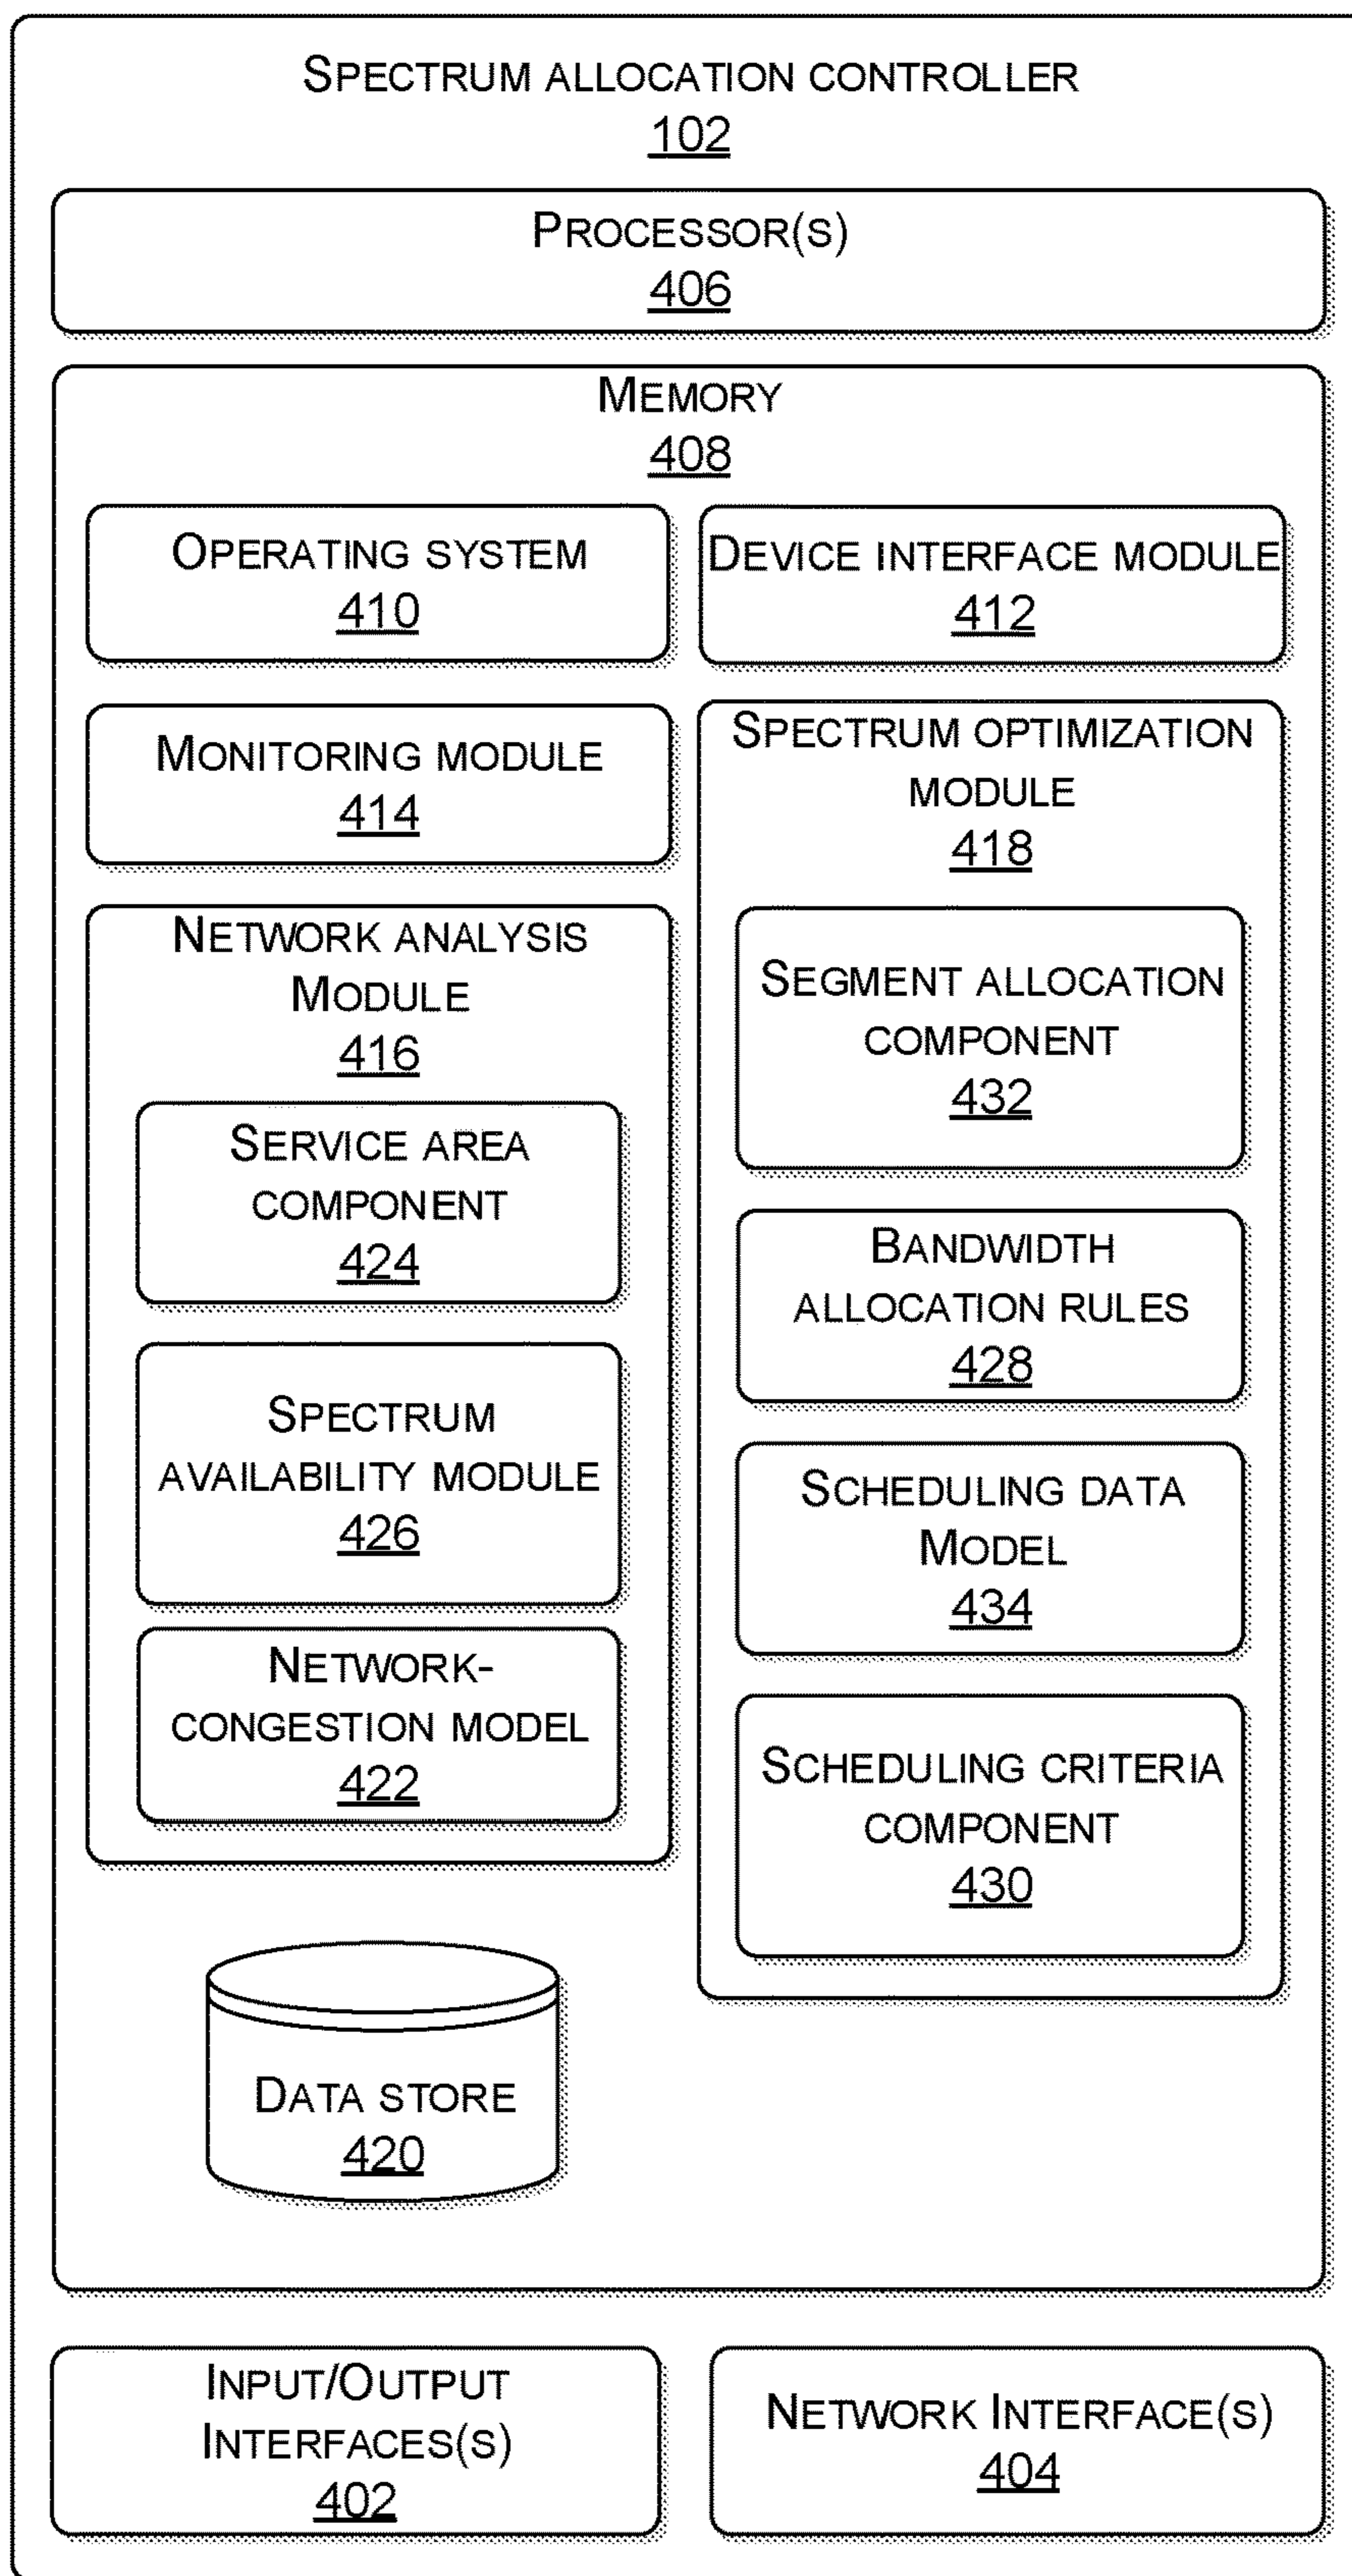 SPECTRUM ALLOCATION CONTROLLER
102
PROCESSOR(S)
406
MEMORY
408
OPERATING SYSTEM
410
DEVICE INTERFACE MODULE
412
MONITORING MODULE
414
NETWORK ANALYSIS
MODULE
416
SERVICE AREA
COMPONENT
424
SPECTRUM
AVAILABILITY MODULE
426
NETWORK-
CONGESTION MODEL
422
SPECTRUM OPTIMIZATION
MODULE
418
SEGMENT ALLOCATION
COMPONENT
432
BANDWIDTH
ALLOCATION RULES
428
SCHEDULING DATA
MODEL
434
SCHEDULING CRITERIA
COMPONENT
430
DATA STORE
420
INPUT/OUTPUT
INTERFACES(S)
402
NETWORK INTERFACE(S)
404